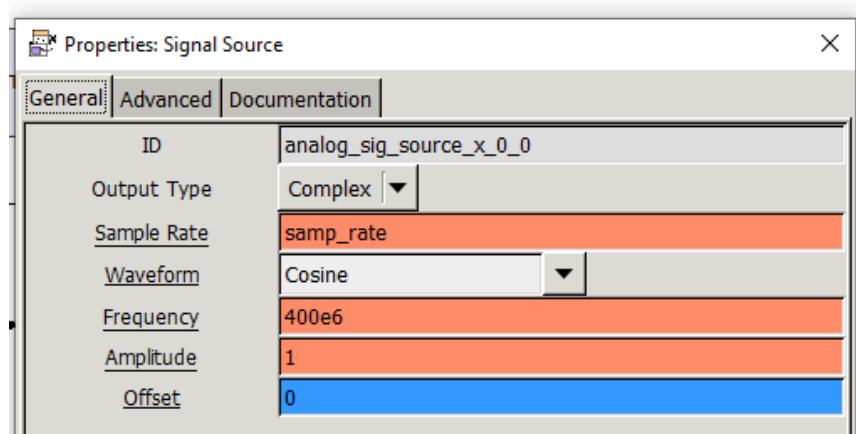 Properties: Signal Source
General Advanced Documentation
ID analog_sig_source_x_0_0
Output Type Complex
Sample Rate samp_rate
Waveform Cosine
Frequency 400e6
Amplitude 1
Offset 0